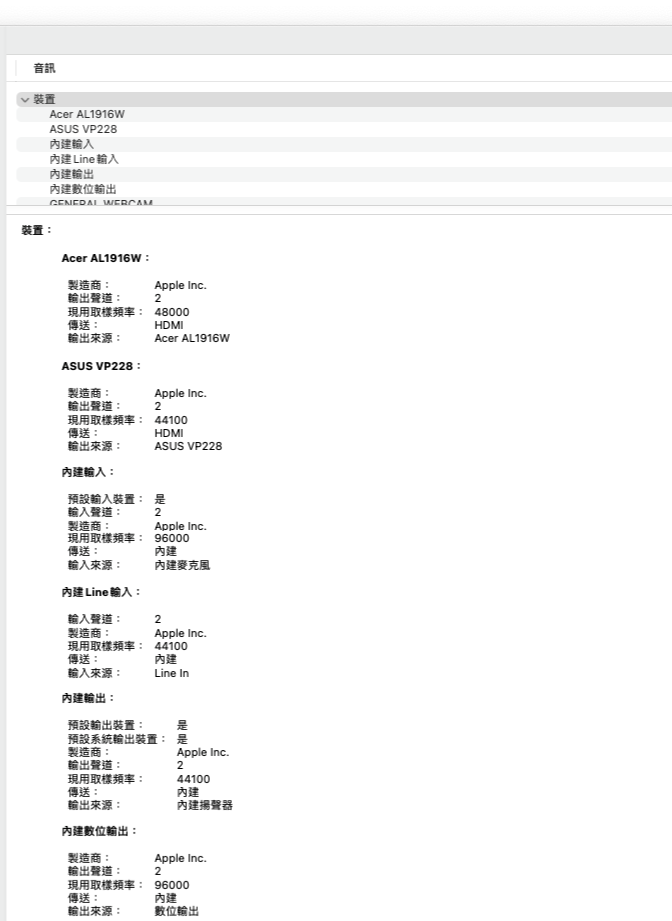 音訊
裝置
Acer AL1916W
ASUS VP228
內建輸入
內建 Line 輸入
內建輸出
內建數位輸出
GENERAL WEBCAM
裝置：
Acer AL1916W：
製造商： Apple Inc.
輸出聲道： 2
現用取樣頻率： 48000
傳送： HDMI
輸出來源： Acer AL1916W
ASUS VP228：
製造商： Apple Inc.
輸出聲道： 2
現用取樣頻率： 44100
傳送： HDMI
輸出來源： ASUS VP228
內建輸入：
預設輸入裝置： 是
輸入聲道： 2
製造商： Apple Inc.
現用取樣頻率： 96000
傳送： 內建
輸入來源： 內建麥克風
內建 Line 輸入：
輸入聲道： 2
製造商： Apple Inc.
現用取樣頻率： 44100
傳送： 內建
輸入來源： Line In
內建輸出：
預設輸出裝置： 是
預設系統輸出裝置： 是
製造商： Apple Inc.
輸出聲道： 2
現用取樣頻率： 44100
傳送： 內建
輸出來源： 內建揚聲器
內建數位輸出：
製造商： Apple Inc.
輸出聲道： 2
現用取樣頻率： 96000
傳送： 內建
輸出來源： 數位輸出